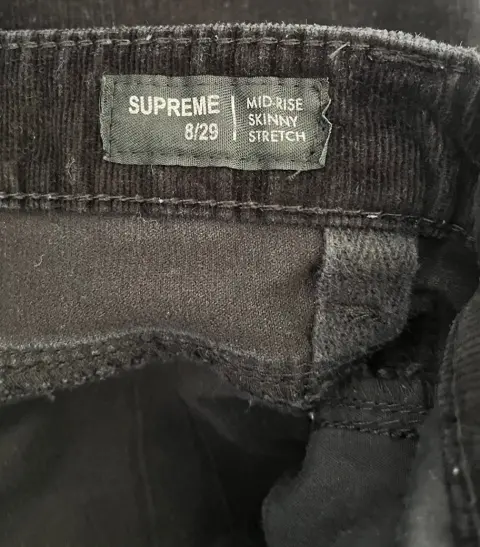 SUPREME
8/29
MID-RISE
SKINNY
STRETCH